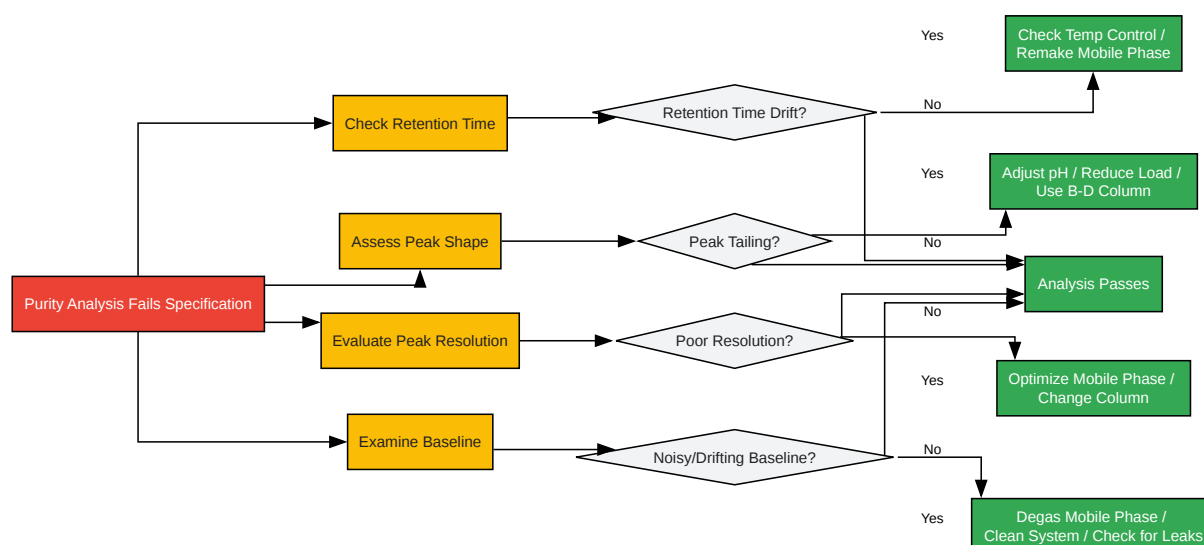 Yes
Check Temp Control /
Remake Mobile Phase
Check Retention Time
Retention Time Drift?
No
Yes
Adjust pH / Reduce Load /
Use B-D Column
Assess Peak Shape
Peak Tailing?
No
Purity Analysis Fails Specification
Analysis Passes
No
Evaluate Peak Resolution
Poor Resolution?
Yes
Optimize Mobile Phase /
Change Column
Examine Baseline
Noisy/Drifting Baseline?
No
Yes
Degas Mobile Phase /
Clean System / Check for Leaks